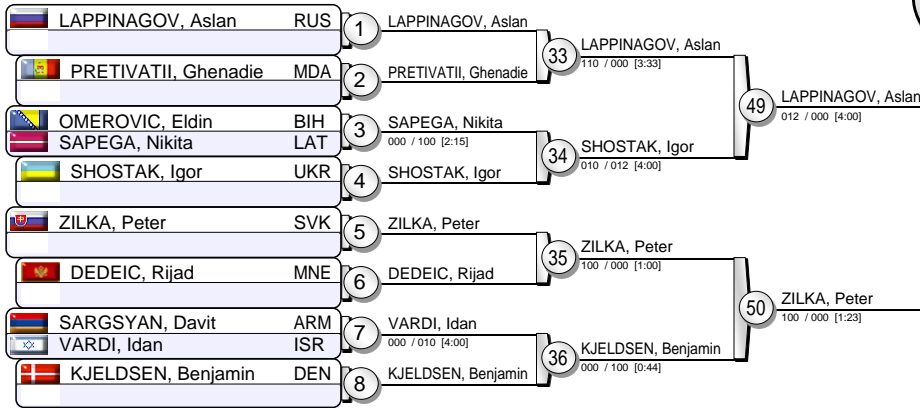 LAPPINAGOV, Aslan RUS
1
LAPPINAGOV, Aslan
33
LAPPINAGOV, Aslan
110 / 000 [3:33]
PRETIVATII, Ghenadie MDA
2
PRETIVATII, Ghenadie
49
LAPPINAGOV, Aslan
012 / 000 [4:00]
OMEROVIC, Eldin BIH
SAPEGA, Nikita LAT
3
SAPEGA, Nikita
000 / 100 [2:15]
34
SHOSTAK, Igor
010 / 012 [4:00]
SHOSTAK, Igor UKR
4
SHOSTAK, Igor
ZILKA, Peter SVK
5
ZILKA, Peter
35
ZILKA, Peter
100 / 000 [1:00]
DEDEIC, Rijad MNE
6
DEDEIC, Rijad
50
ZILKA, Peter
100 / 000 [1:23]
SARGSYAN, Davit ARM
VARDI, Idan ISR
7
VARDI, Idan
000 / 010 [4:00]
36
KJELDSEN, Benjamin
000 / 100 [0:44]
KJELDSEN, Benjamin DEN
8
KJELDSEN, Benjamin